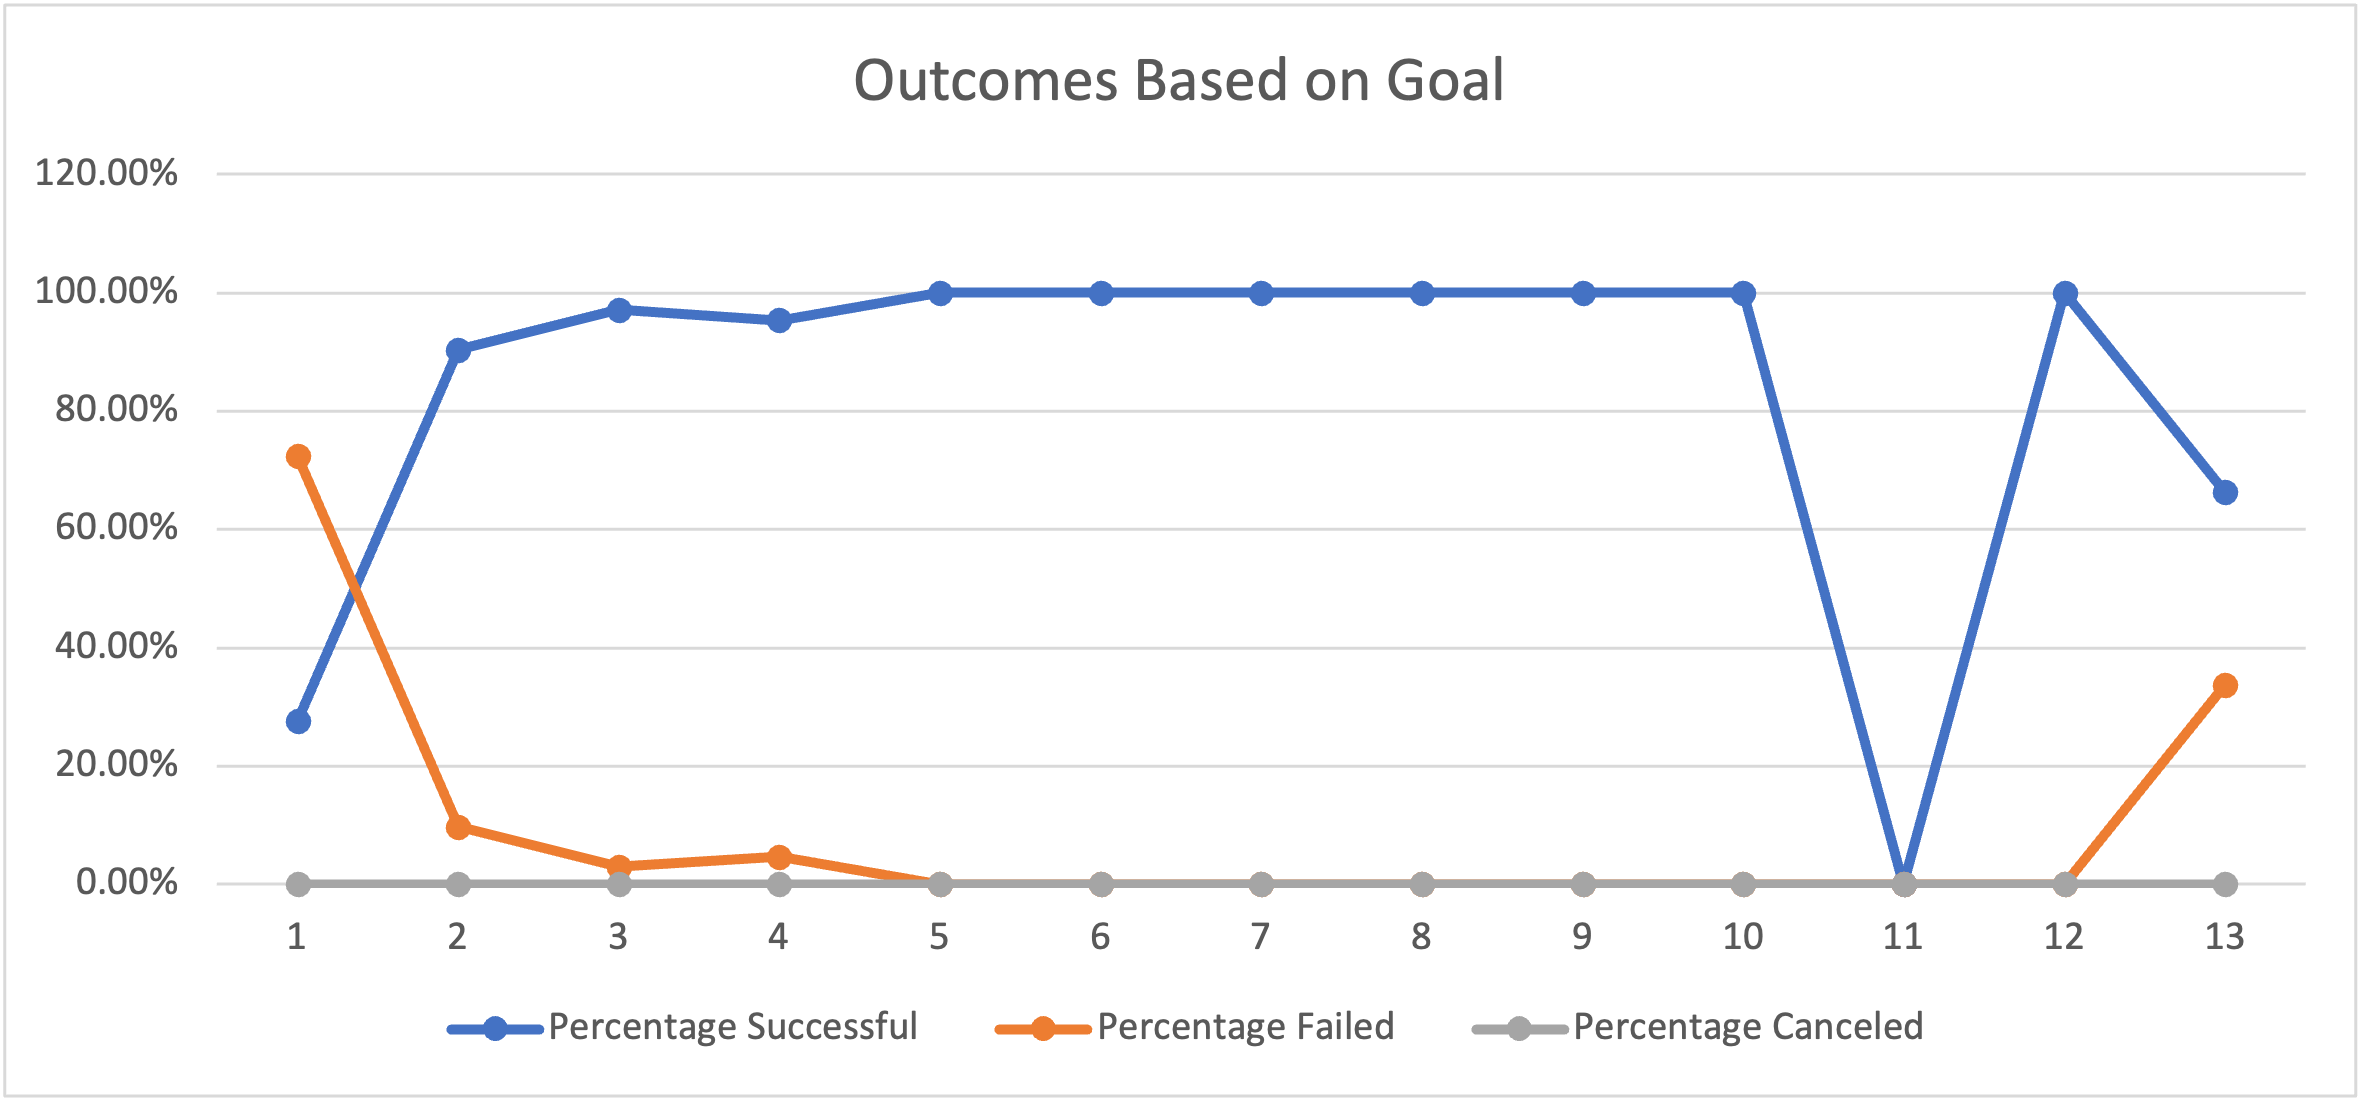 Outcomes Based on Goal
120.00%
100.00%
80.00%
60.00%
40.00%
20.00%
0.00%
1 2 3 4 5 6 7 8 9 10 11 12 13
Percentage Successful Percentage Failed Percentage Canceled